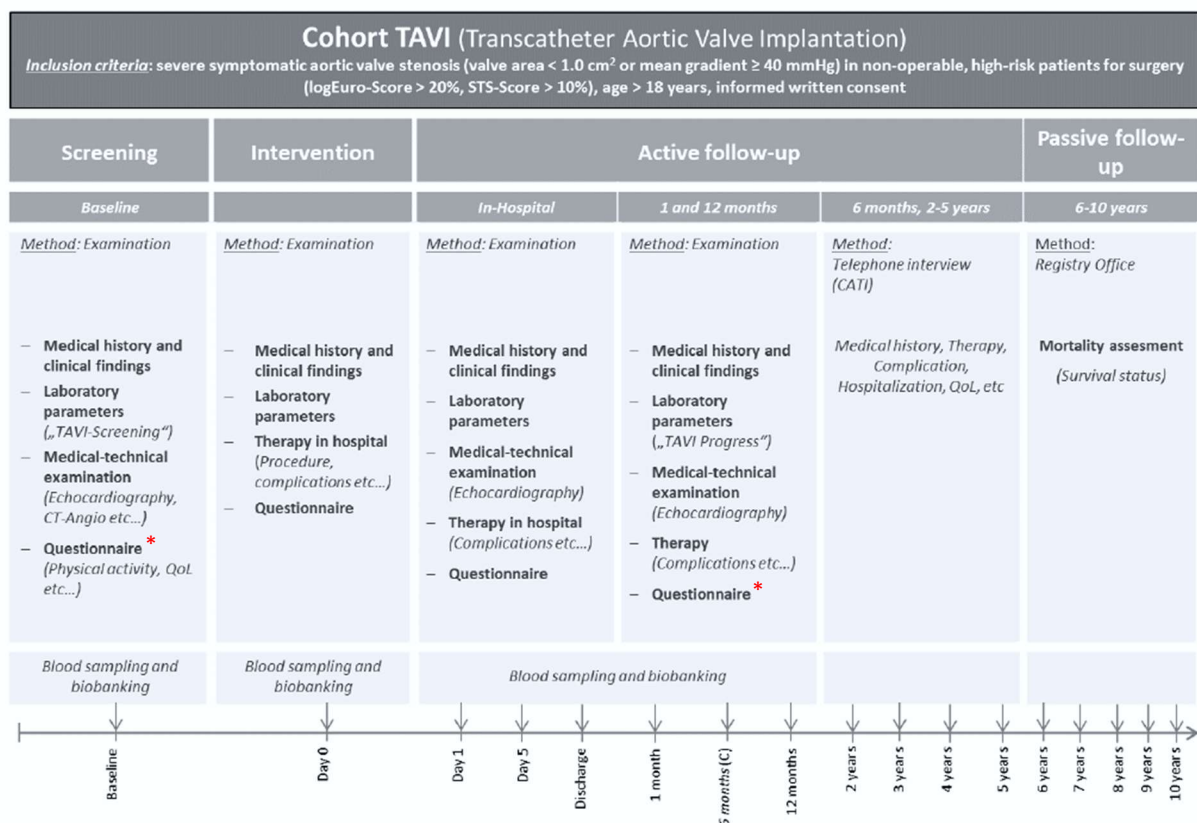 Cohort TAVI (Transcatheter Aortic Valve Implantation)
Inclusion criteria: severe symptomatic aortic valve stenosis (valve area < 1.0 cm² or mean gradient ≥ 40 mmHg) in non-operable, high-risk patients for surgery
(logEuro-Score > 20%, STS-Score > 10%), age > 18 years, informed written consent
Screening
Intervention
Active follow-up
Passive follow-
up
Baseline
In-Hospital
1 and 12 months
6 months, 2-5 years
6-10 years
Method: Examination
– Medical history and
clinical findings
– Laboratory
parameters
(„TAVI-Screening“)
– Medical-technical
examination
(Echocardiography,
CT-Angio etc...)
– Questionnaire *
(Physical activity, QoL
etc...)
Method: Examination
– Medical history and
clinical findings
– Laboratory
parameters
– Therapy in hospital
(Procedure,
complications etc...)
– Questionnaire
Method: Examination
– Medical history and
clinical findings
– Laboratory
parameters
– Medical-technical
examination
(Echocardiography)
– Therapy in hospital
(Complications etc...)
– Questionnaire
Method: Examination
– Medical history and
clinical findings
– Laboratory
parameters
(„TAVI Progress“)
– Medical-technical
examination
(Echocardiography)
– Therapy
(Complications etc...)
– Questionnaire *
Method:
Telephone interview
(CATI)
Medical history, Therapy,
Complication,
Hospitalization, QoL, etc
Method:
Registry Office
Mortality assesment
(Survival status)
Blood sampling and
biobanking
Blood sampling and
biobanking
Blood sampling and biobanking
Baseline
Day 0
Day 1
Day 5
Discharge
1 month
6 months (C)
12 months
2 years
3 years
4 years
5 years
6 years
7 years
8 years
9 years
10 years